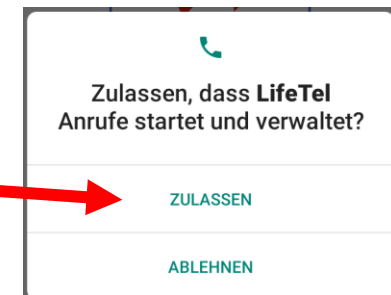 Zulassen, dass LifeTel
Anrufe startet und verwaltet?
ZULASSEN
ABLEHNEN